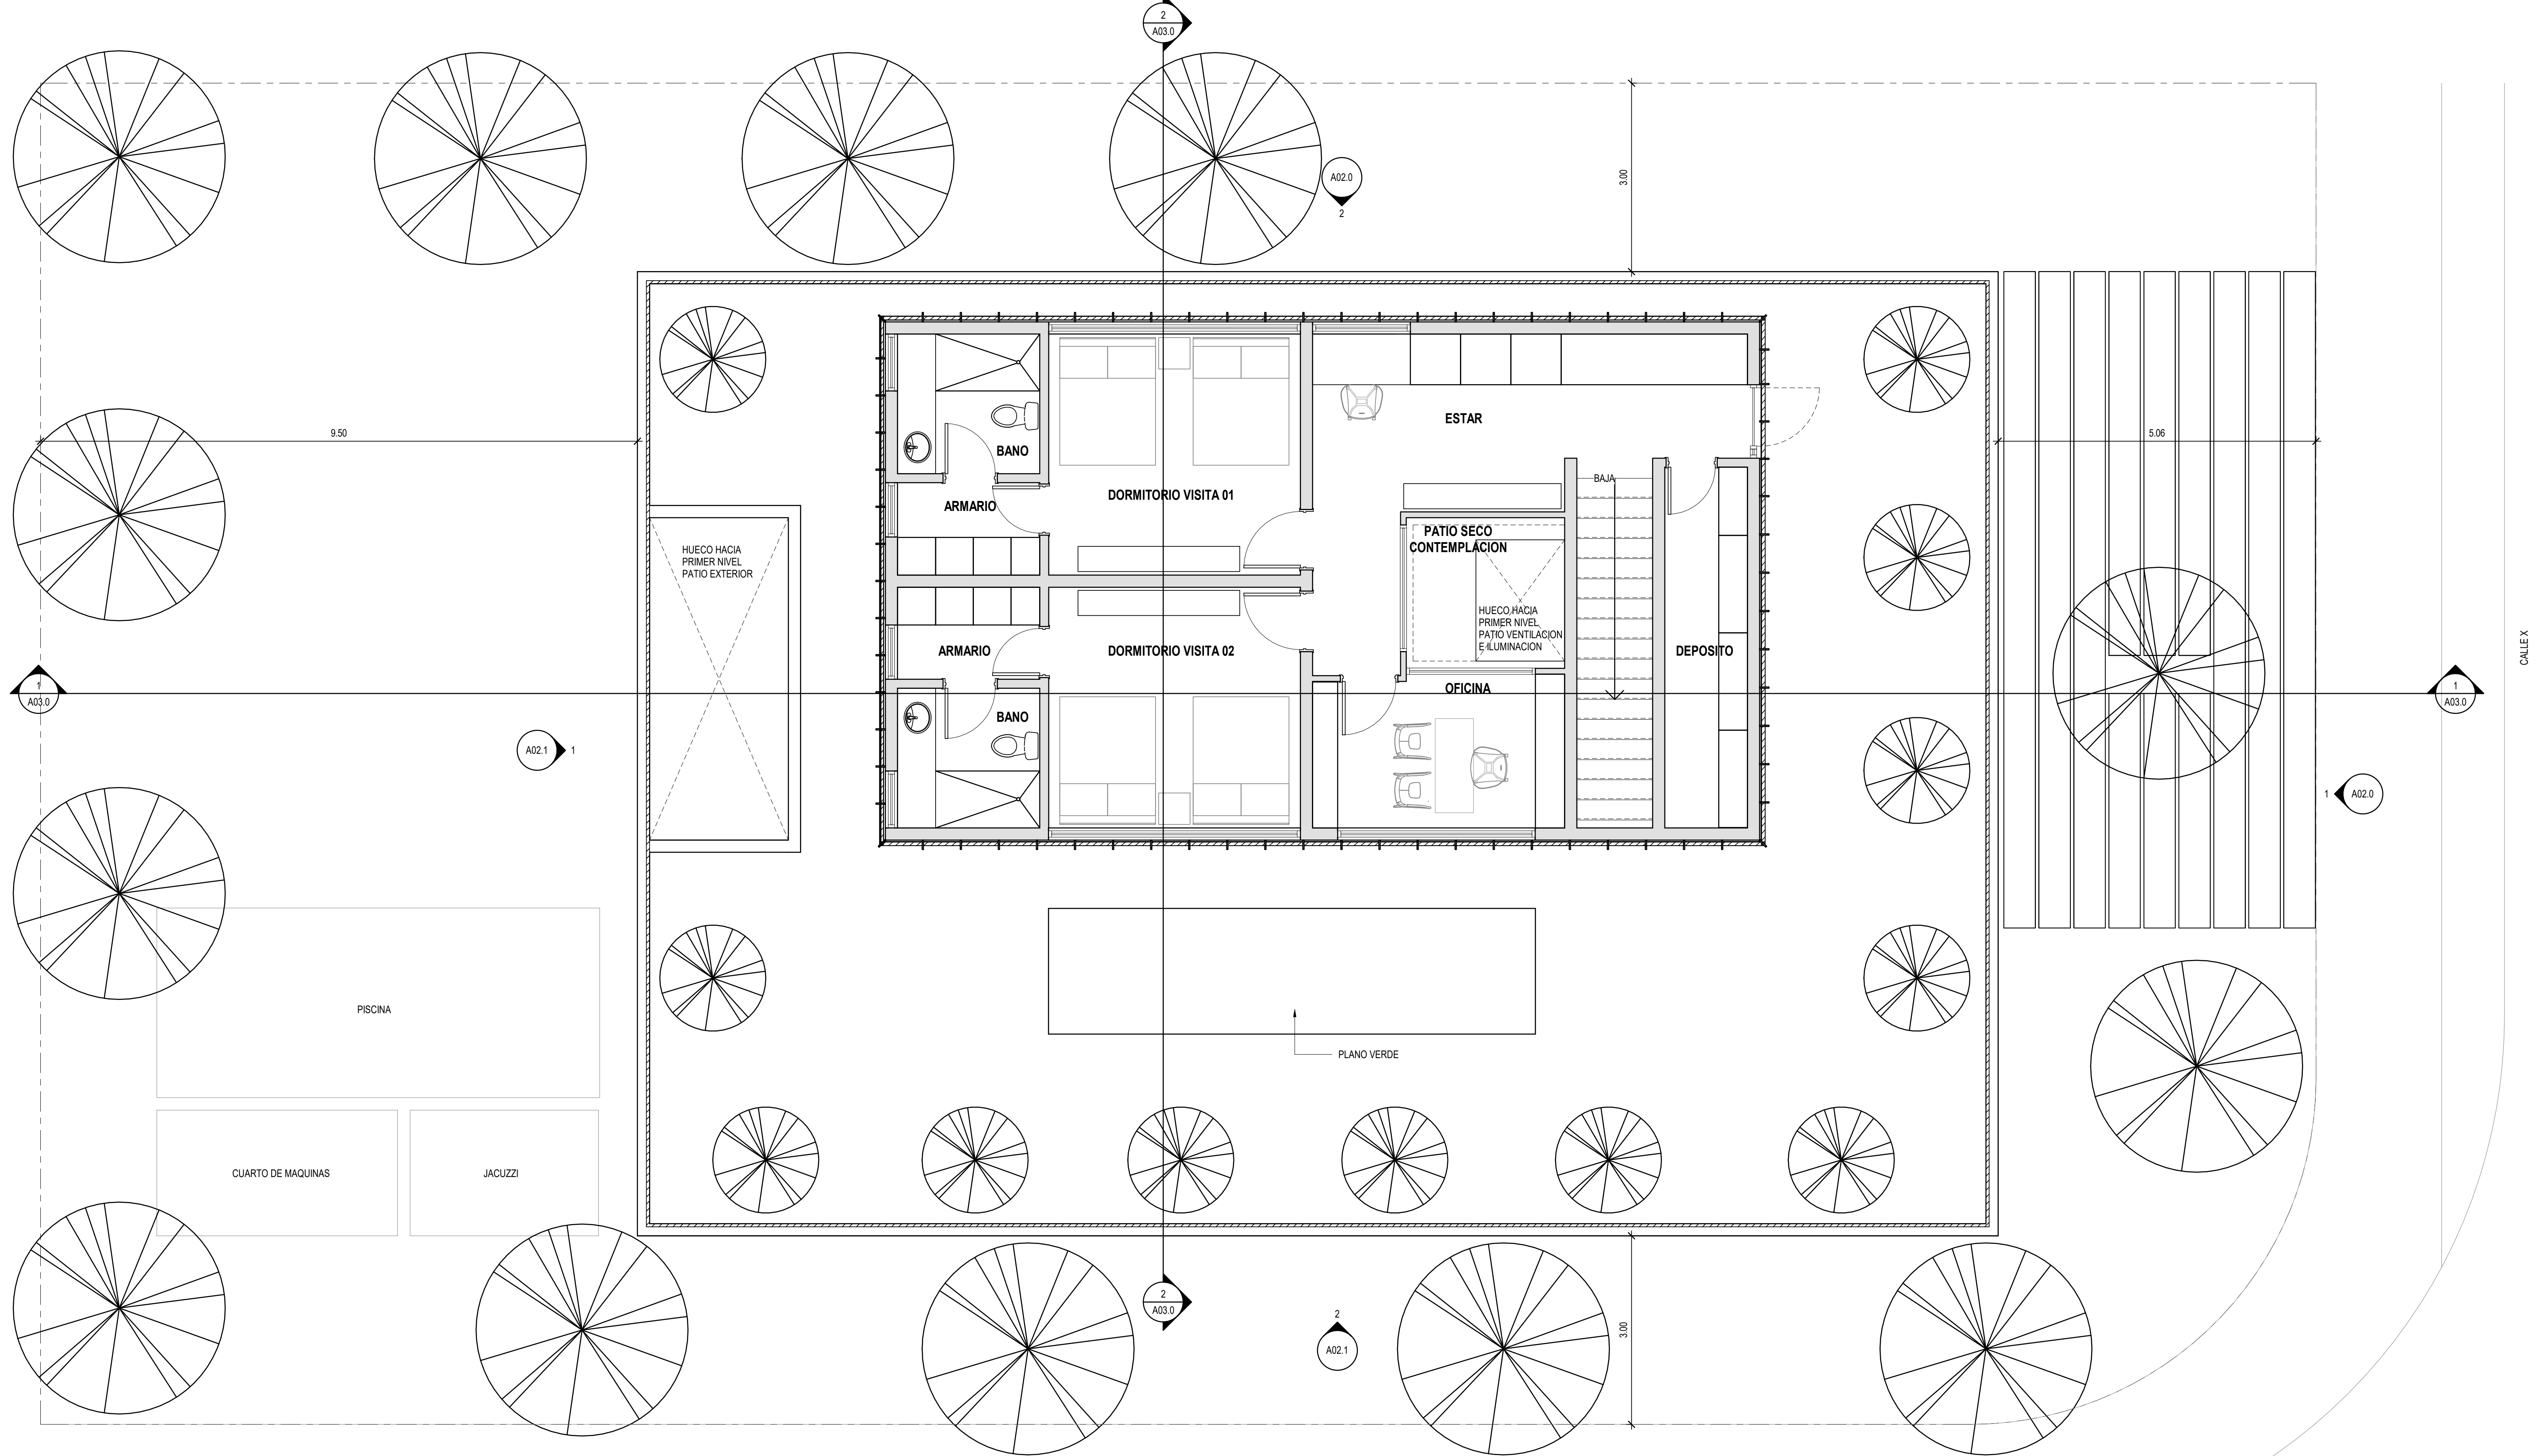 2
A03.0
A02.0
2
3.00
9.50
5.06
BANO
ESTAR
ARMARIO
DORMITORIO VISITA 01
BAJA
PATIO SECO
CONTEMPLACION
HUECO HACIA
PRIMER NIVEL
PATIO EXTERIOR
HUECO HACIA
PRIMER NIVEL
PATIO VENTILACION
E ILUMINACION
ARMARIO
DORMITORIO VISITA 02
DEPOSITO
CALLE X
OFICINA
1
A03.0
1
A03.0
BANO
A02.1
1
1
A02.0
PISCINA
PLANO VERDE
CUARTO DE MAQUINAS
JACUZZI
2
A03.0
2
A02.1
3.00